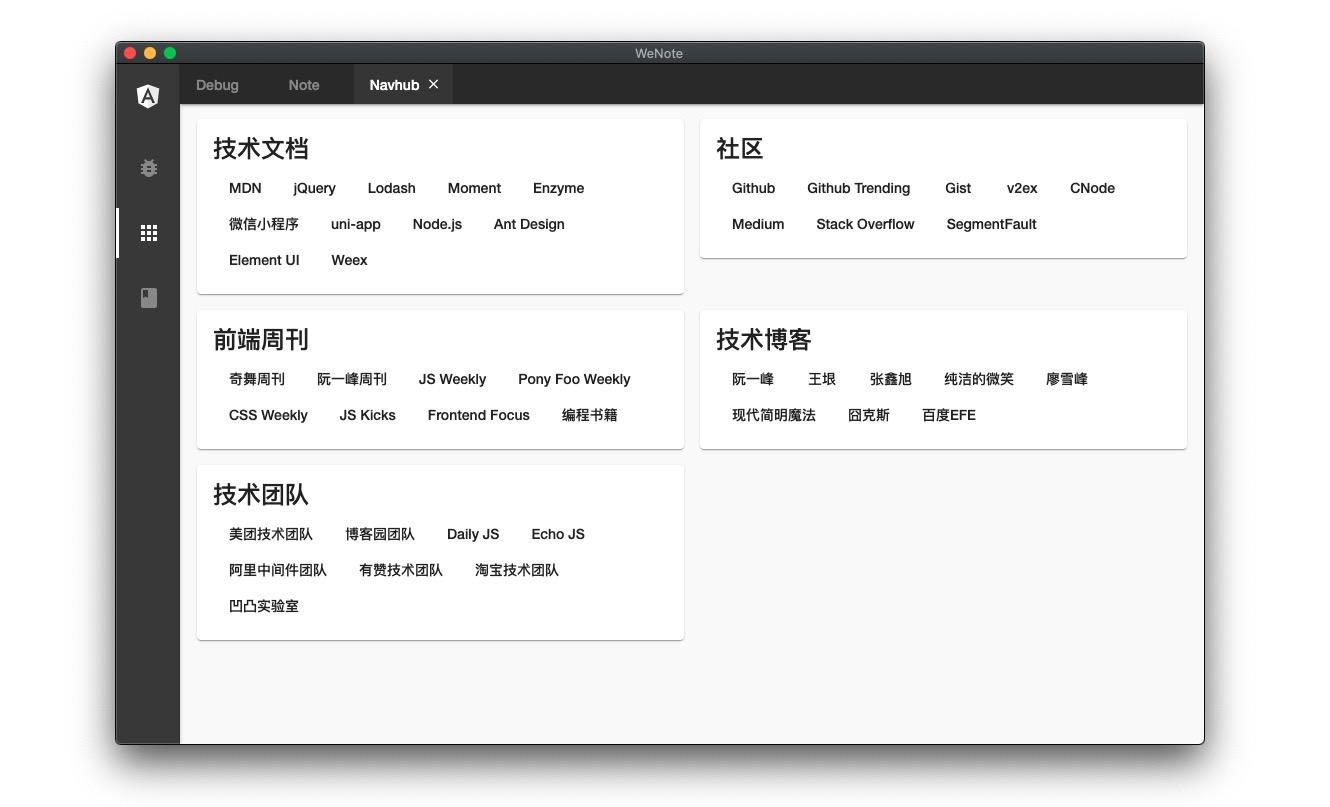 WeNote
Debug Note Navhub
技术文档
MDN jQuery Lodash Moment Enzyme
微信小程序 uni-app Node.js Ant Design
Element UI Weex
社区
Github Github Trending Gist v2ex CNode
Medium Stack Overflow SegmentFault
前端周刊
奇舞周刊 阮一峰周刊 JS Weekly Pony Foo Weekly
CSS Weekly JS Kicks Frontend Focus 编程书籍
技术博客
阮一峰 王垠 张鑫旭 纯洁的微笑 廖雪峰
现代简明魔法 囧克斯 百度EFE
技术团队
美团技术团队 博客园团队 Daily JS Echo JS
阿里中间件团队 有赞技术团队 淘宝技术团队
凹凸实验室